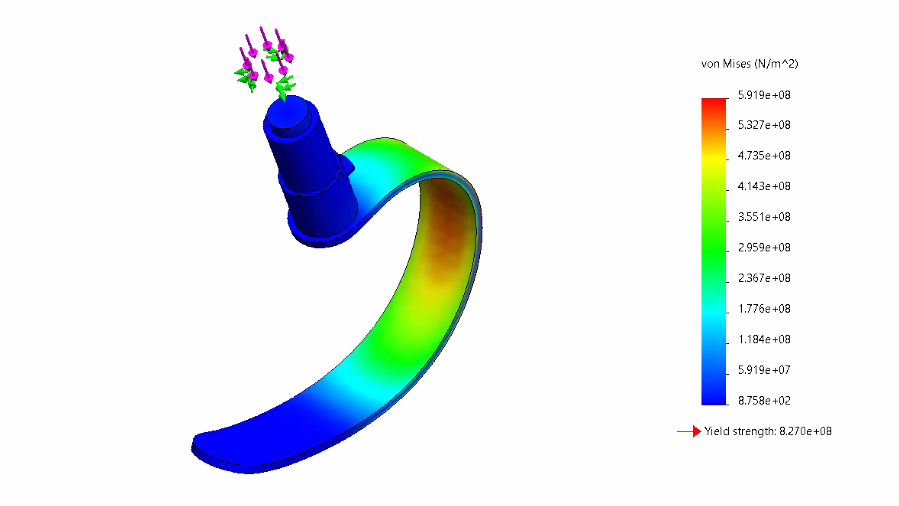 von Mises (N/m^2)
5.919e+08
5.327e+08
4.735e+08
4.143e+08
3.551e+08
2.959e+08
2.367e+08
1.776e+08
1.184e+08
5.919e+07
8.758e+02
Yield strength: 8.270e+08